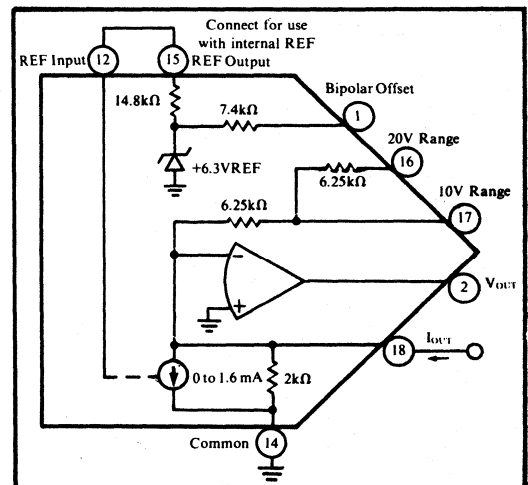 Connect for use
with internal REF
REF Input 12 15 REF Output
14.8kΩ
7.4kΩ
Bipolar Offset
1
+6.3VREF
20V Range
16
6.25kΩ
6.25kΩ
10V Range
17
−
+
2 VOUT
18 IOUT
0 to 1.6 mA
2kΩ
Common 14